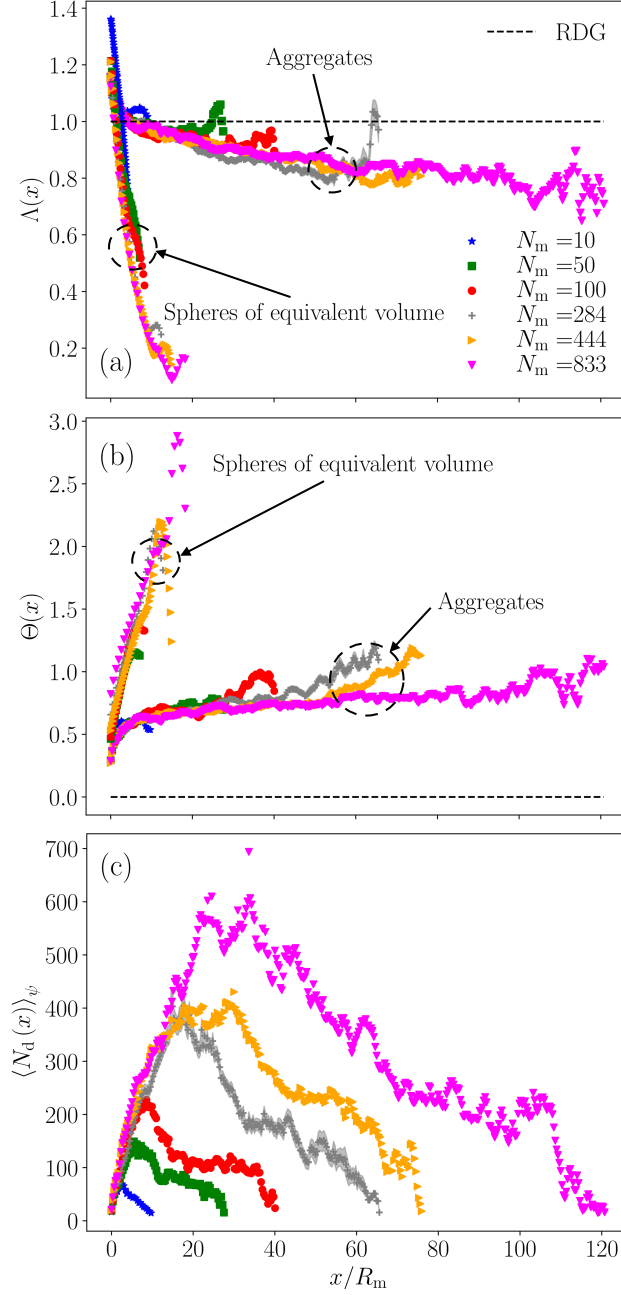 1.4
1.2
1.0
0.8
0.6
0.4
0.2
Λ(x)
RDG
Aggregates
Spheres of equivalent volume
N_m =10
N_m =50
N_m =100
N_m =284
N_m =444
N_m =833
(a)
3.0
2.5
2.0
1.5
1.0
0.5
0.0
Θ(x)
(b)
Spheres of equivalent volume
Aggregates
700
600
500
400
300
200
100
0
⟨N_d(x)⟩_ψ
(c)
0 20 40 60 80 100 120
x/R_m